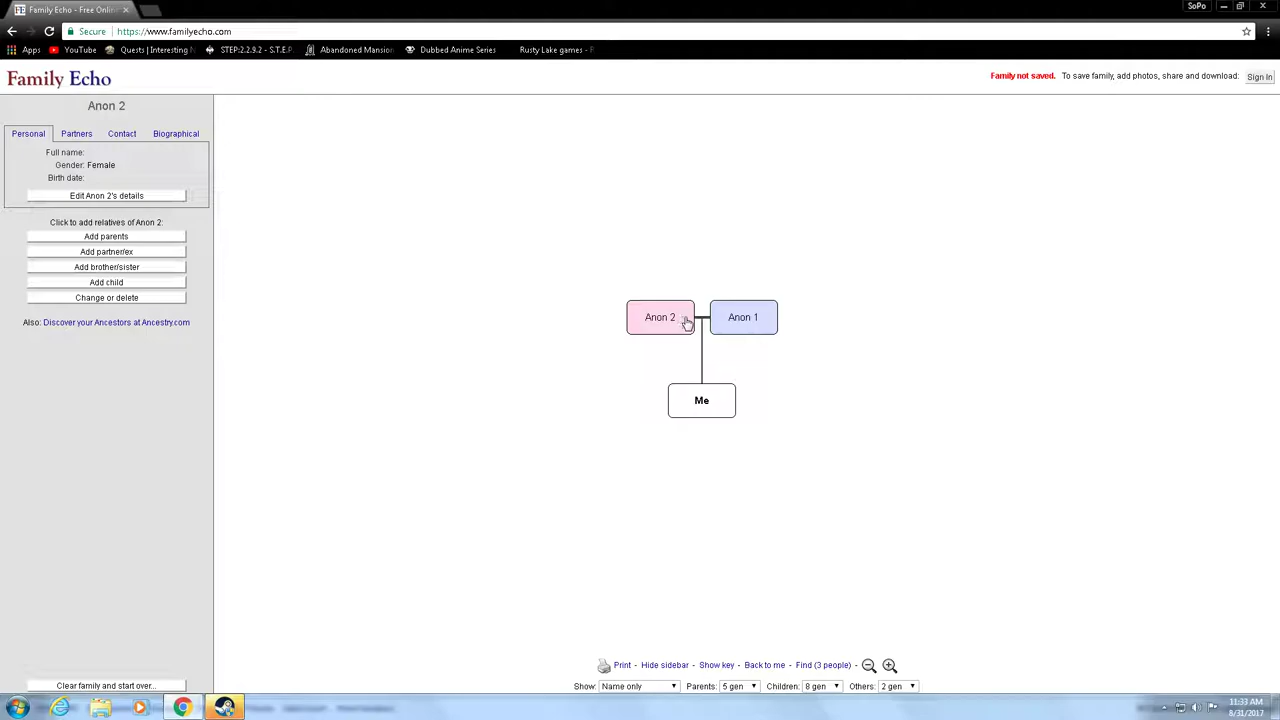 Family Echo - Free Onlin
SoPo
Secure | https://www.familyecho.com
Apps YouTube Quests | Interesting N STEP:2.2.9.2 - S.T.E.P. Abandoned Mansion Dubbed Anime Series Rusty Lake games - F
Family Echo
Family not saved. To save family, add photos, share and download: Sign In
Anon 2
Personal Partners Contact Biographical
Full name:
Gender: Female
Birth date:
Edit Anon 2's details
Click to add relatives of Anon 2:
Add parents
Add partner/ex
Add brother/sister
Add child
Change or delete
Also: Discover your Ancestors at Ancestry.com
Anon 2 Anon 1
Me
Print - Hide sidebar - Show key - Back to me - Find (3 people)
Clear family and start over...
Show: Name only Parents: 5 gen Children: 8 gen Others: 2 gen
11:33 AM
8/31/2017